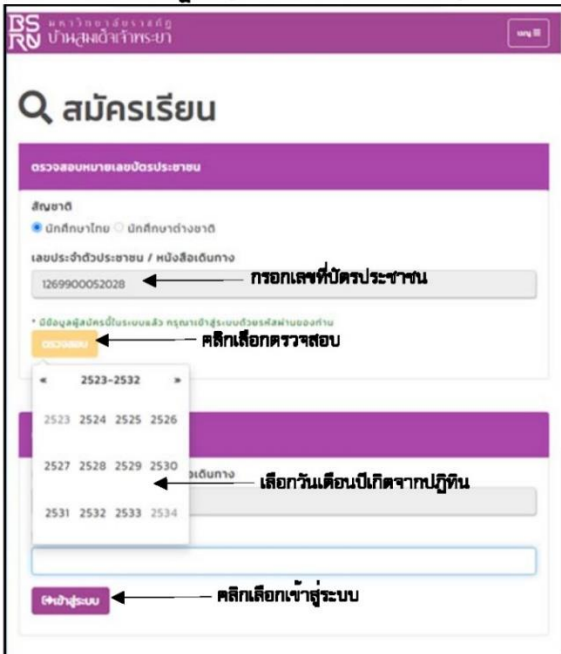 BS มหาวิทยาลัยราชภัฏ
RU บ้านสมเด็จเจ้าพระยา
เมนู
สมัครเรียน
ตรวจสอบหมายเลขบัตรประชาชน
สัญชาติ
นักศึกษาไทย นักศึกษาต่างชาติ
เลขประจำตัวประชาชน / หนังสือเดินทาง
1269900052028 กรอกเลขที่บัตรประชาชน
* มีข้อมูลผู้สมัครนี้ในระบบแล้ว กรุณาเข้าสู่ระบบด้วยรหัสผ่านของท่าน
ตรวจสอบ คลิกเลือกตรวจสอบ
« 2523-2532 »
2523 2524 2525 2526
2527 2528 2529 2530
อเดินทาง
เลือกวันเดือนปีเกิดจากปฏิทิน
2531 2532 2533 2534
เข้าสู่ระบบ คลิกเลือกเข้าสู่ระบบ